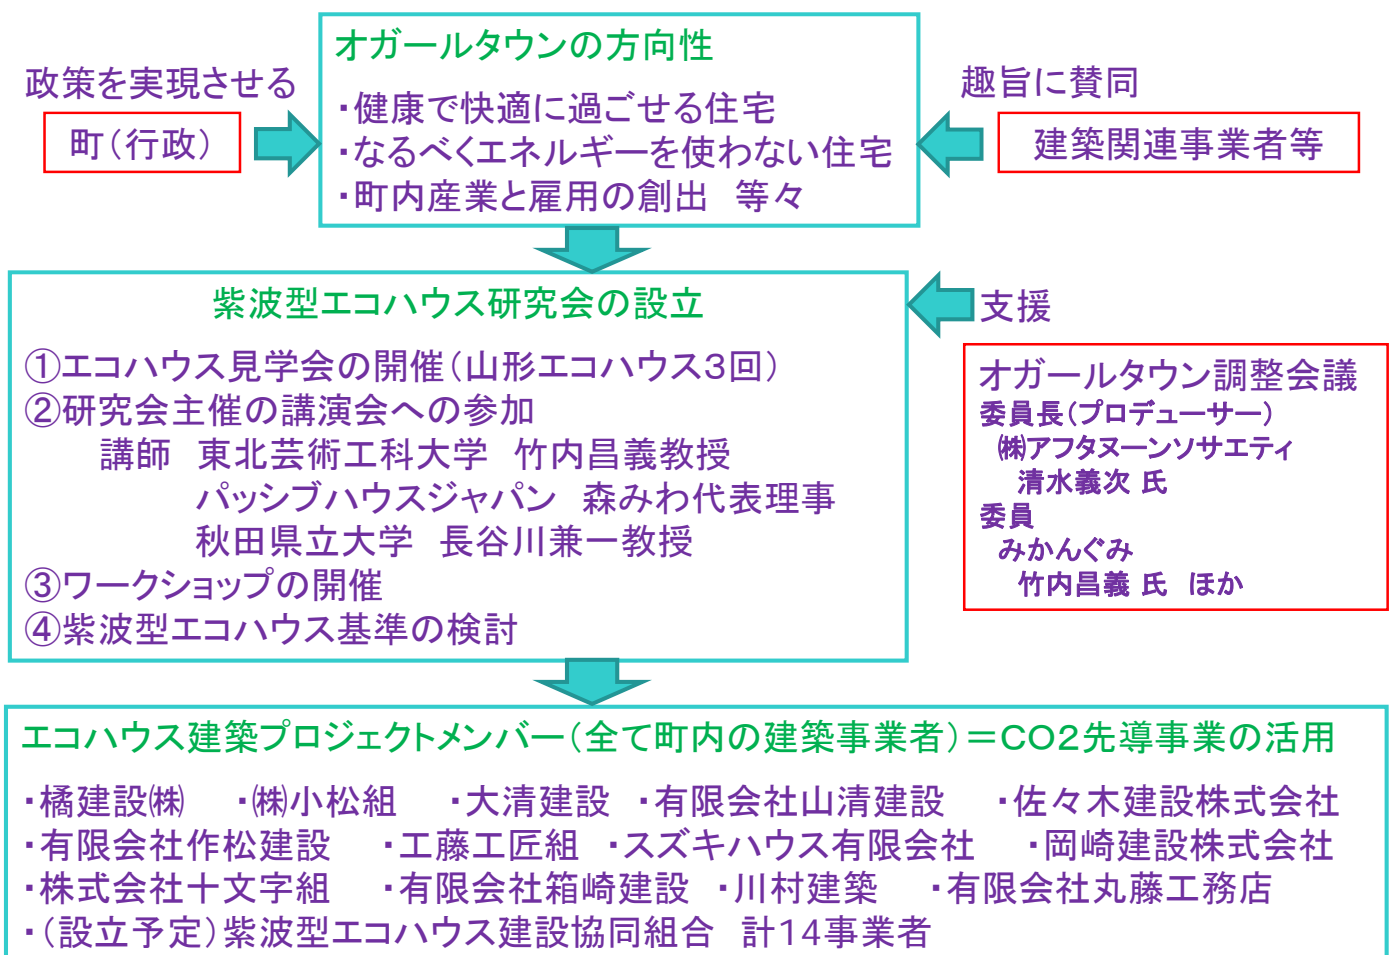 オガールタウンの方向性
・健康で快適に過ごせる住宅
・なるべくエネルギーを使わない住宅
・町内産業と雇用の創出　等々
政策を実現させる
町（行政）
趣旨に賛同
建築関連事業者等
紫波型エコハウス研究会の設立
①エコハウス見学会の開催（山形エコハウス３回）
②研究会主催の講演会への参加
講師　東北芸術工科大学　竹内昌義教授
パッシブハウスジャパン　森みわ代表理事
秋田県立大学　長谷川兼一教授
③ワークショップの開催
④紫波型エコハウス基準の検討
支援
オガールタウン調整会議
委員長（プロデューサー）
㈱アフタヌーンソサエティ
清水義次 氏
委員
みかんぐみ
竹内昌義 氏　ほか
エコハウス建築プロジェクトメンバー（全て町内の建築事業者）＝CO2先導事業の活用
・橘建設㈱　・㈱小松組　・大清建設　・有限会社山清建設　・佐々木建設株式会社
・有限会社作松建設　・工藤工匠組　・スズキハウス有限会社　・岡崎建設株式会社
・株式会社十文字組　・有限会社箱崎建設　・川村建築　・有限会社丸藤工務店
・（設立予定）紫波型エコハウス建設協同組合　計14事業者